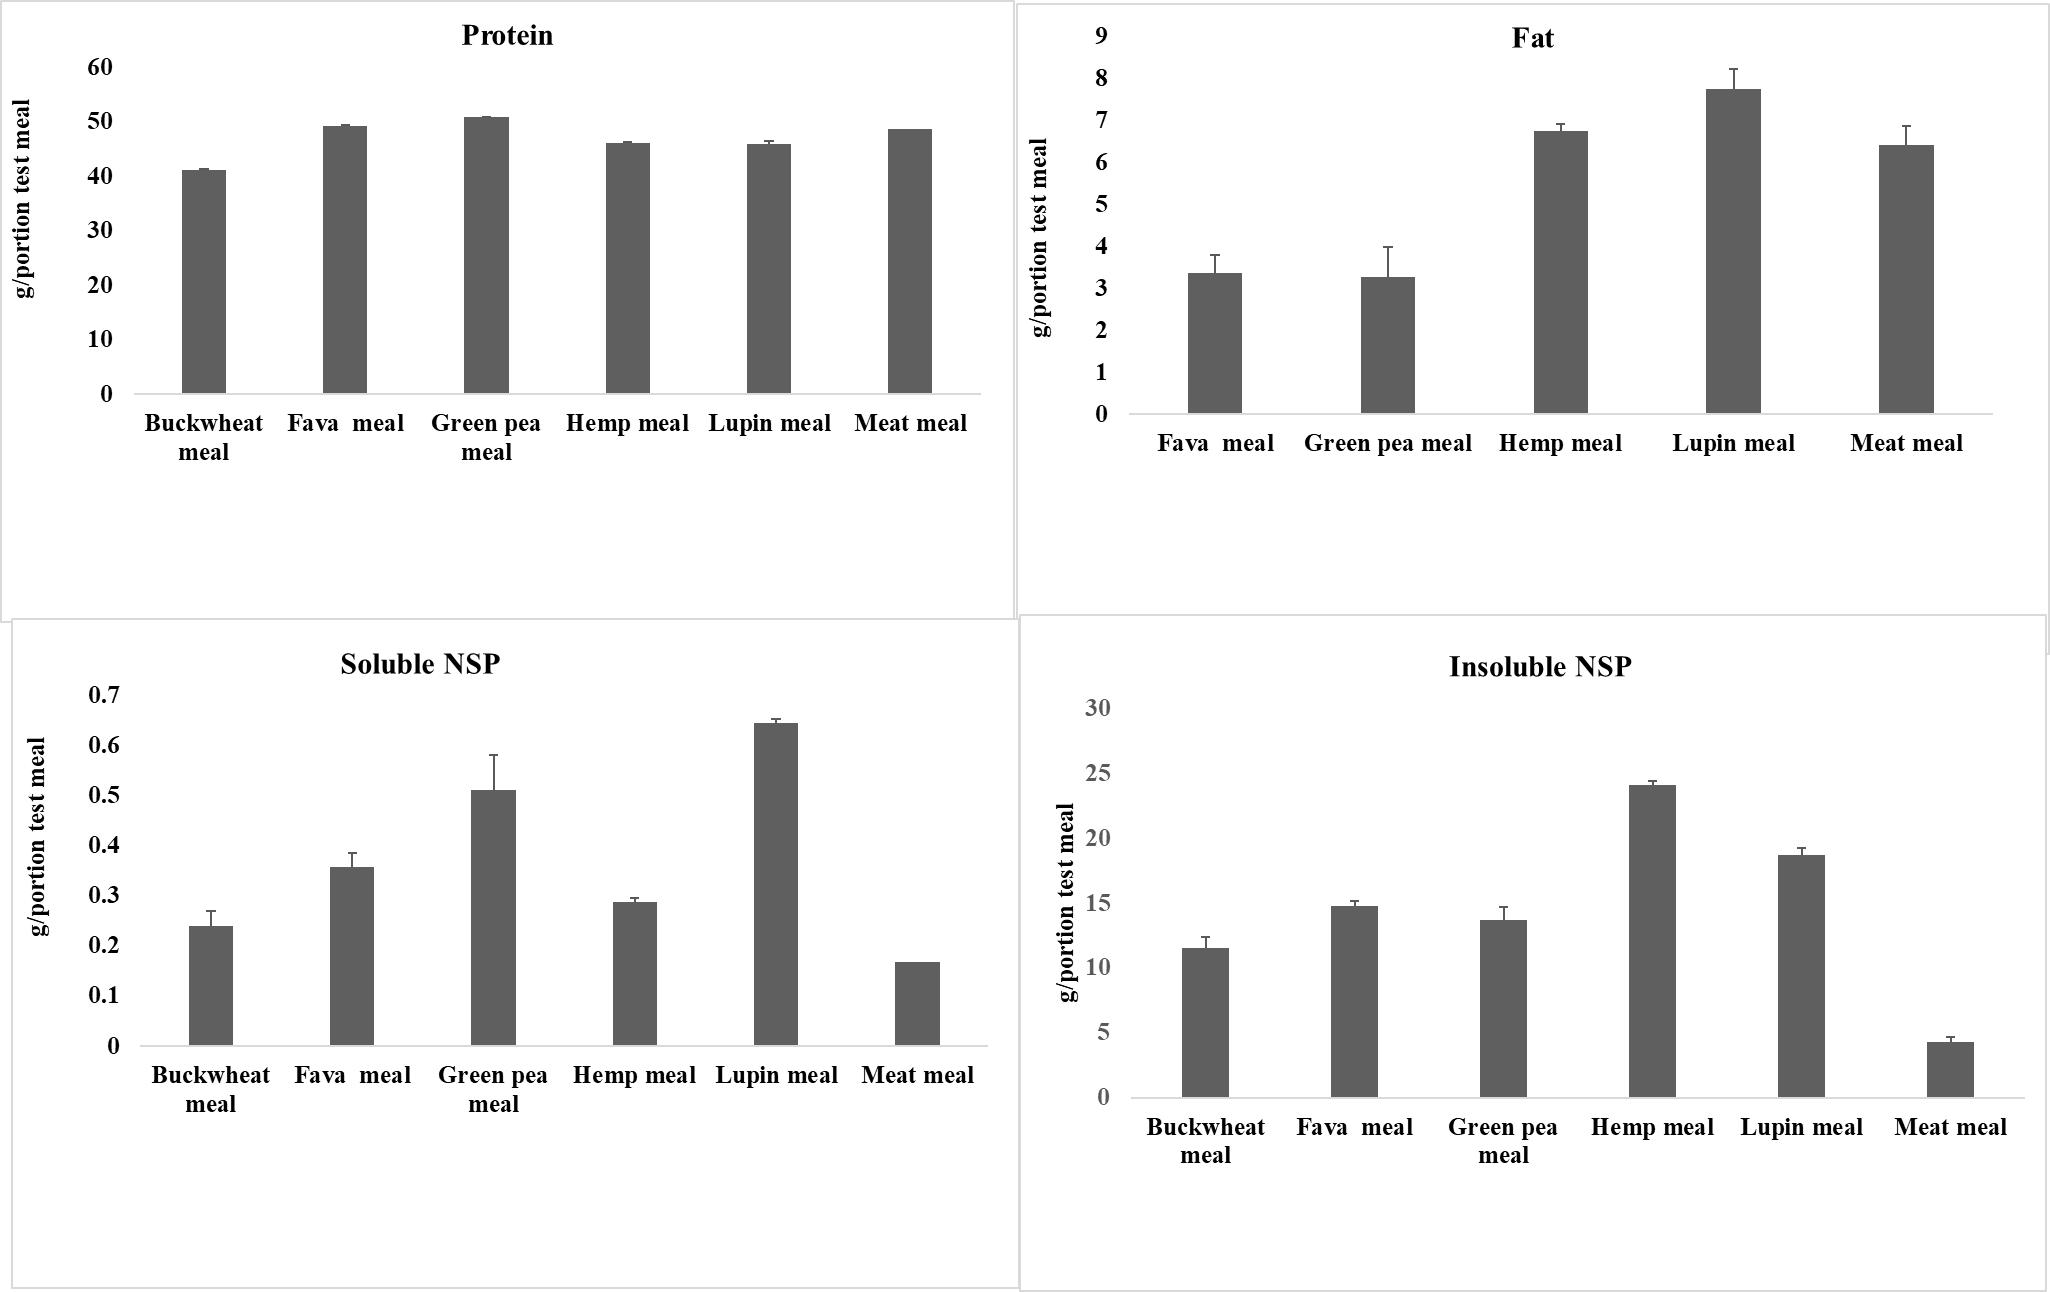 Protein
g/portion test meal
60
50
40
30
20
10
0
Buckwheat meal
Fava  meal
Green pea meal
Hemp meal
Lupin meal
Meat meal
Fat
g/portion test meal
9
8
7
6
5
4
3
2
1
0
Fava  meal
Green pea meal
Hemp meal
Lupin meal
Meat meal
Soluble NSP
g/portion test meal
0.7
0.6
0.5
0.4
0.3
0.2
0.1
0
Buckwheat meal
Fava  meal
Green pea meal
Hemp meal
Lupin meal
Meat meal
Insoluble NSP
g/portion test meal
30
25
20
15
10
5
0
Buckwheat meal
Fava  meal
Green pea meal
Hemp meal
Lupin meal
Meat meal